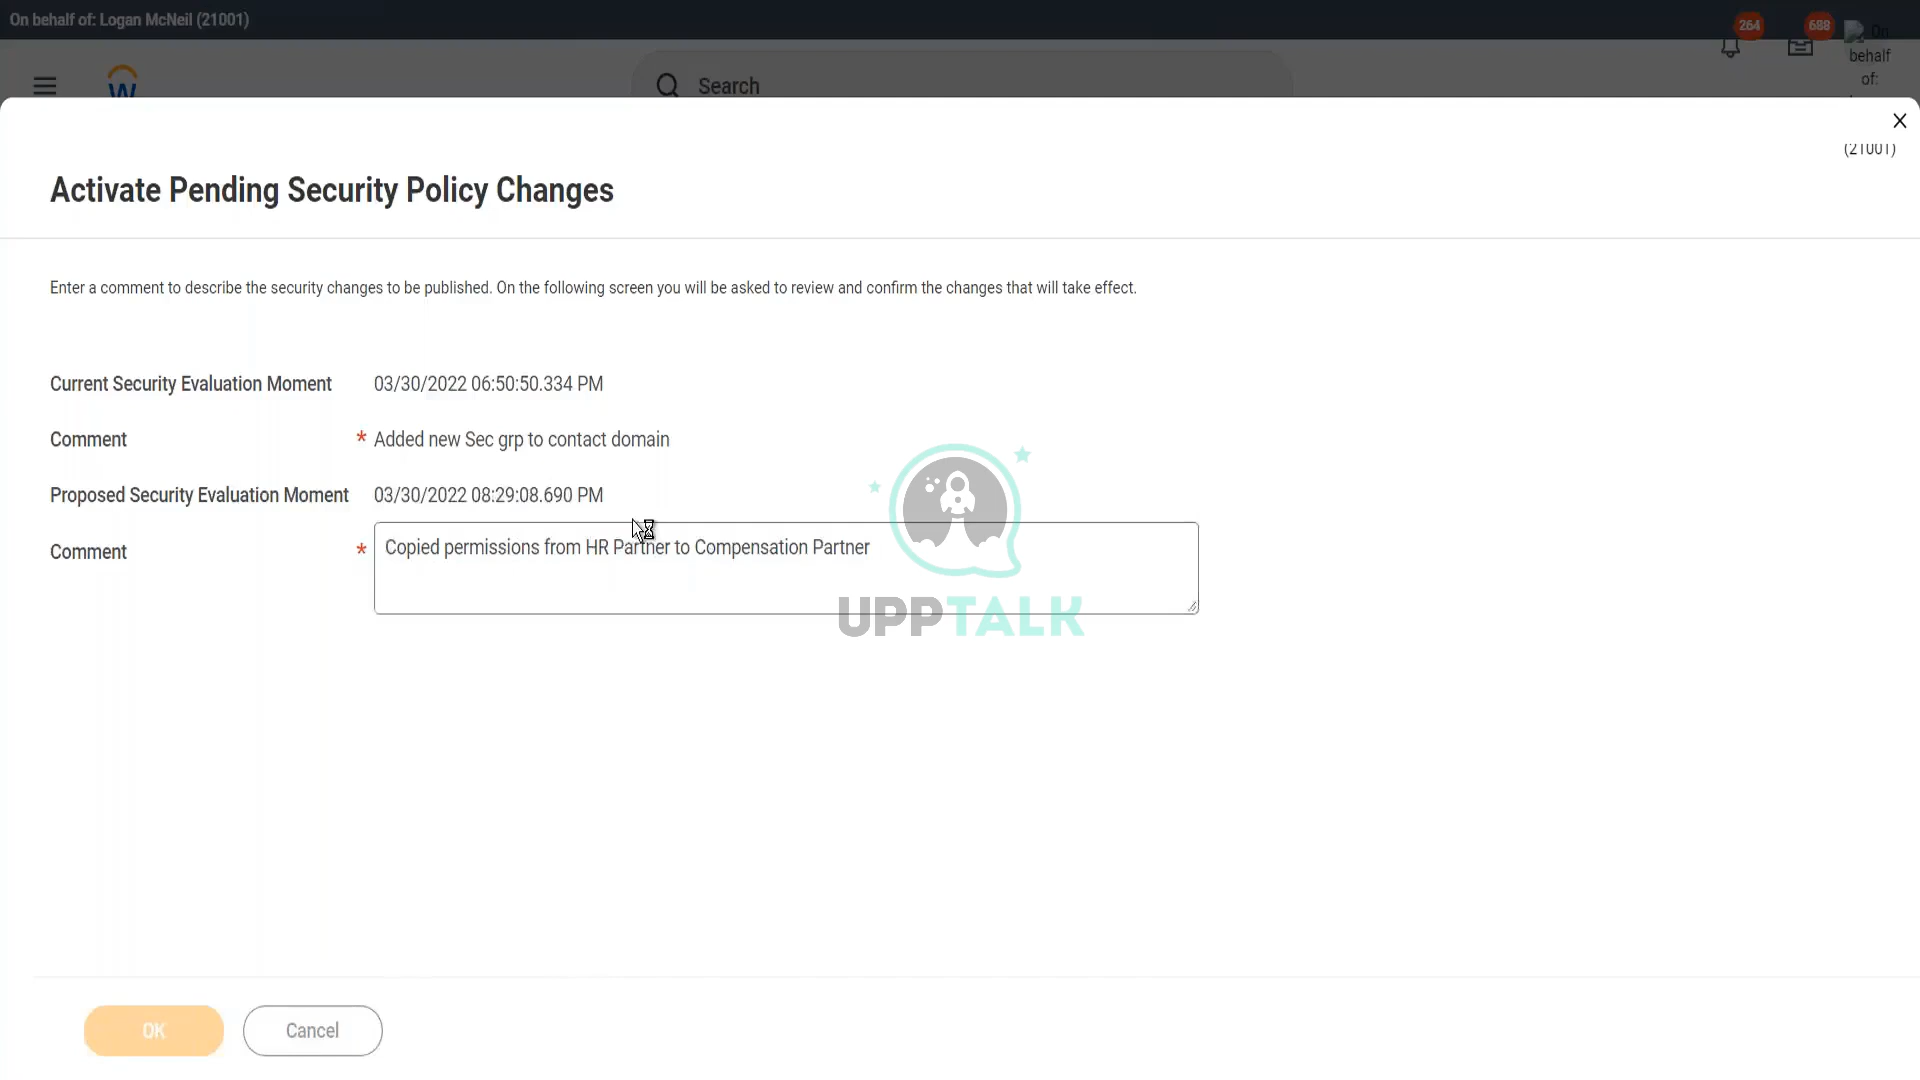 On behalf of: Logan McNeil (21001)
264
688
On
behalf
of:
W
Search
X
(21001)
Activate Pending Security Policy Changes
Enter a comment to describe the security changes to be published. On the following screen you will be asked to review and confirm the changes that will take effect.
Current Security Evaluation Moment 03/30/2022 06:50:50.334 PM
Comment * Added new Sec grp to contact domain
Proposed Security Evaluation Moment 03/30/2022 08:29:08.690 PM
Comment * Copied permissions from HR Partner to Compensation Partner
UPPTALK
OK Cancel